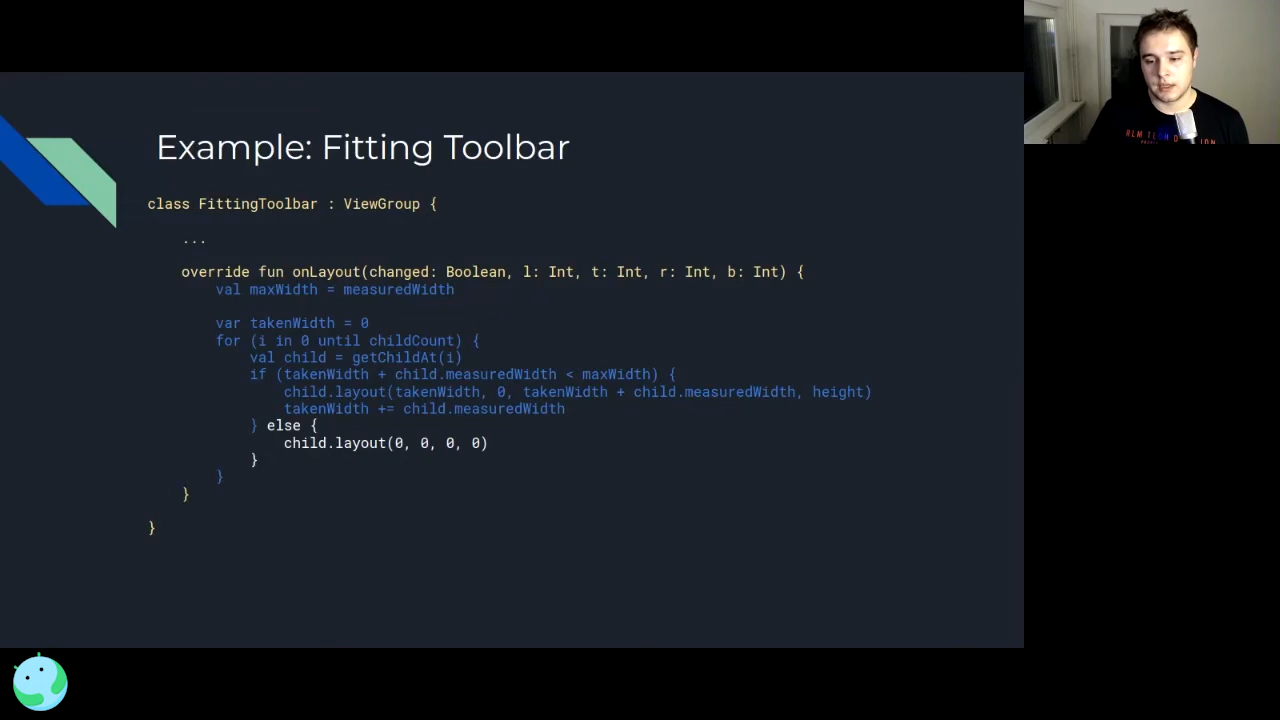 Example: Fitting Toolbar
class FittingToolbar : ViewGroup {
...
override fun onLayout(changed: Boolean, l: Int, t: Int, r: Int, b: Int) {
val maxWidth = measuredWidth
var takenWidth = 0
for (i in 0 until childCount) {
val child = getChildAt(i)
if (takenWidth + child.measuredWidth < maxWidth) {
child.layout(takenWidth, 0, takenWidth + child.measuredWidth, height)
takenWidth += child.measuredWidth
} else {
child.layout(0, 0, 0, 0)
}
}
}
}